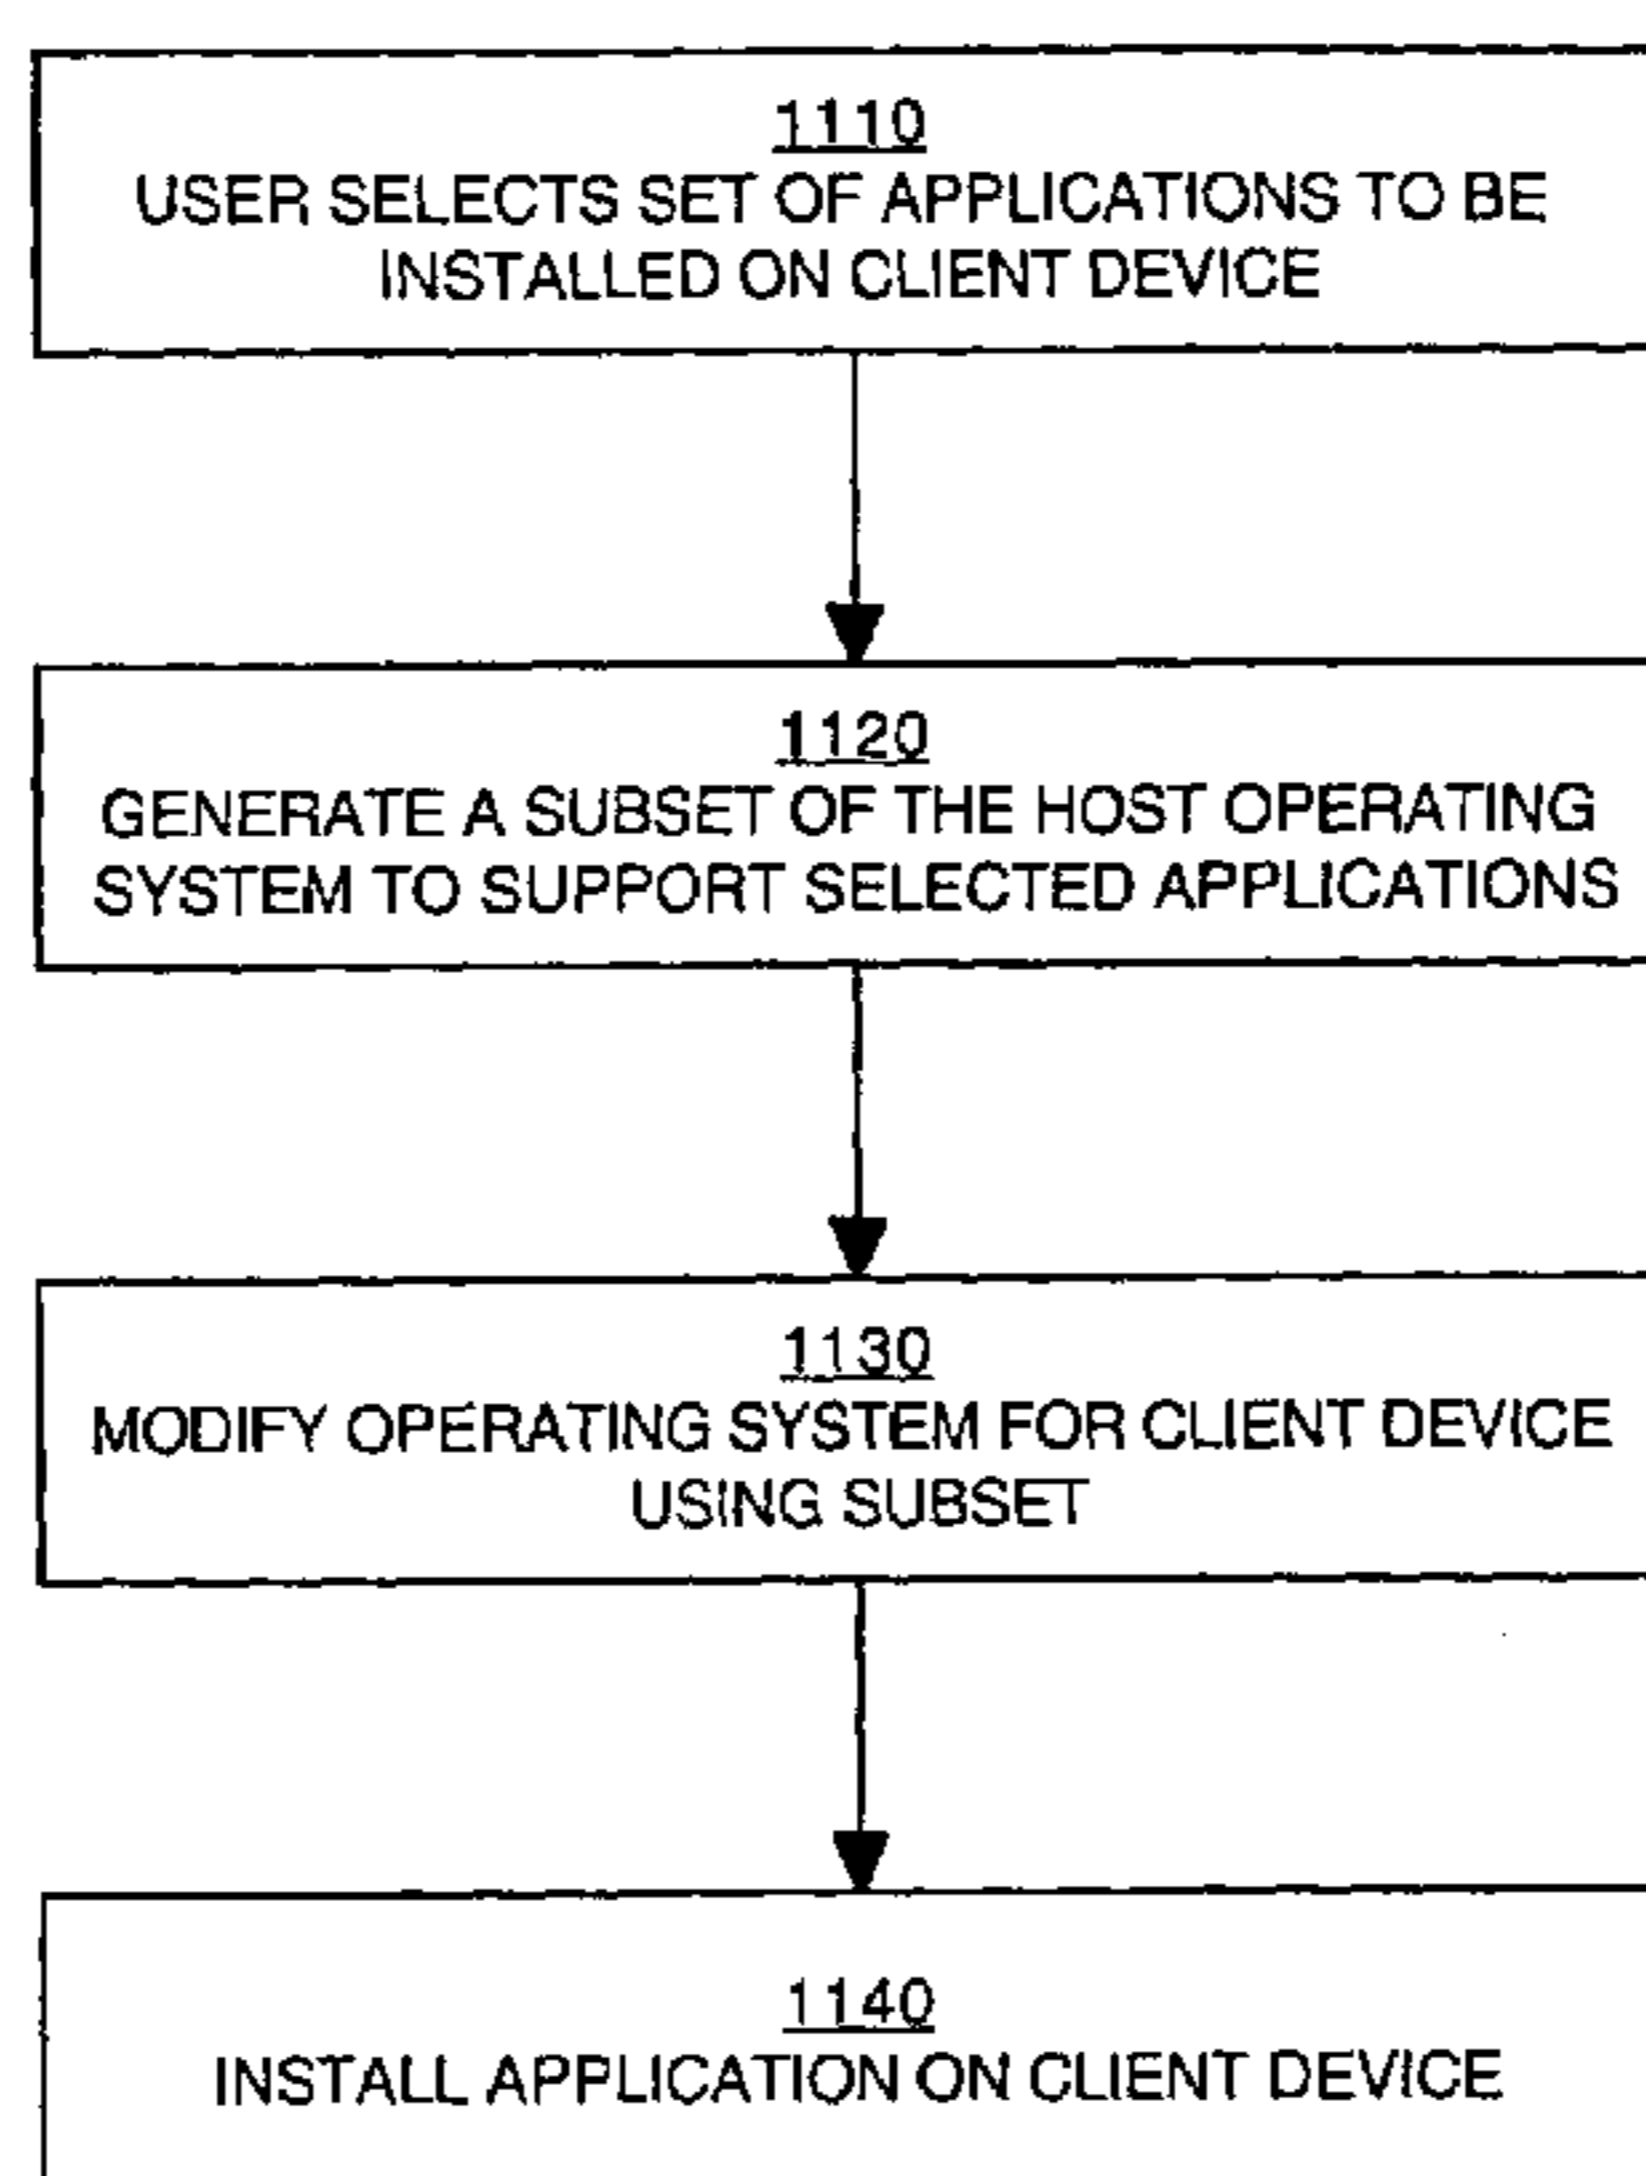 1110
USER SELECTS SET OF APPLICATIONS TO BE
INSTALLED ON CLIENT DEVICE
1120
GENERATE A SUBSET OF THE HOST OPERATING
SYSTEM TO SUPPORT SELECTED APPLICATIONS
1130
MODIFY OPERATING SYSTEM FOR CLIENT DEVICE
USING SUBSET
1140
INSTALL APPLICATION ON CLIENT DEVICE